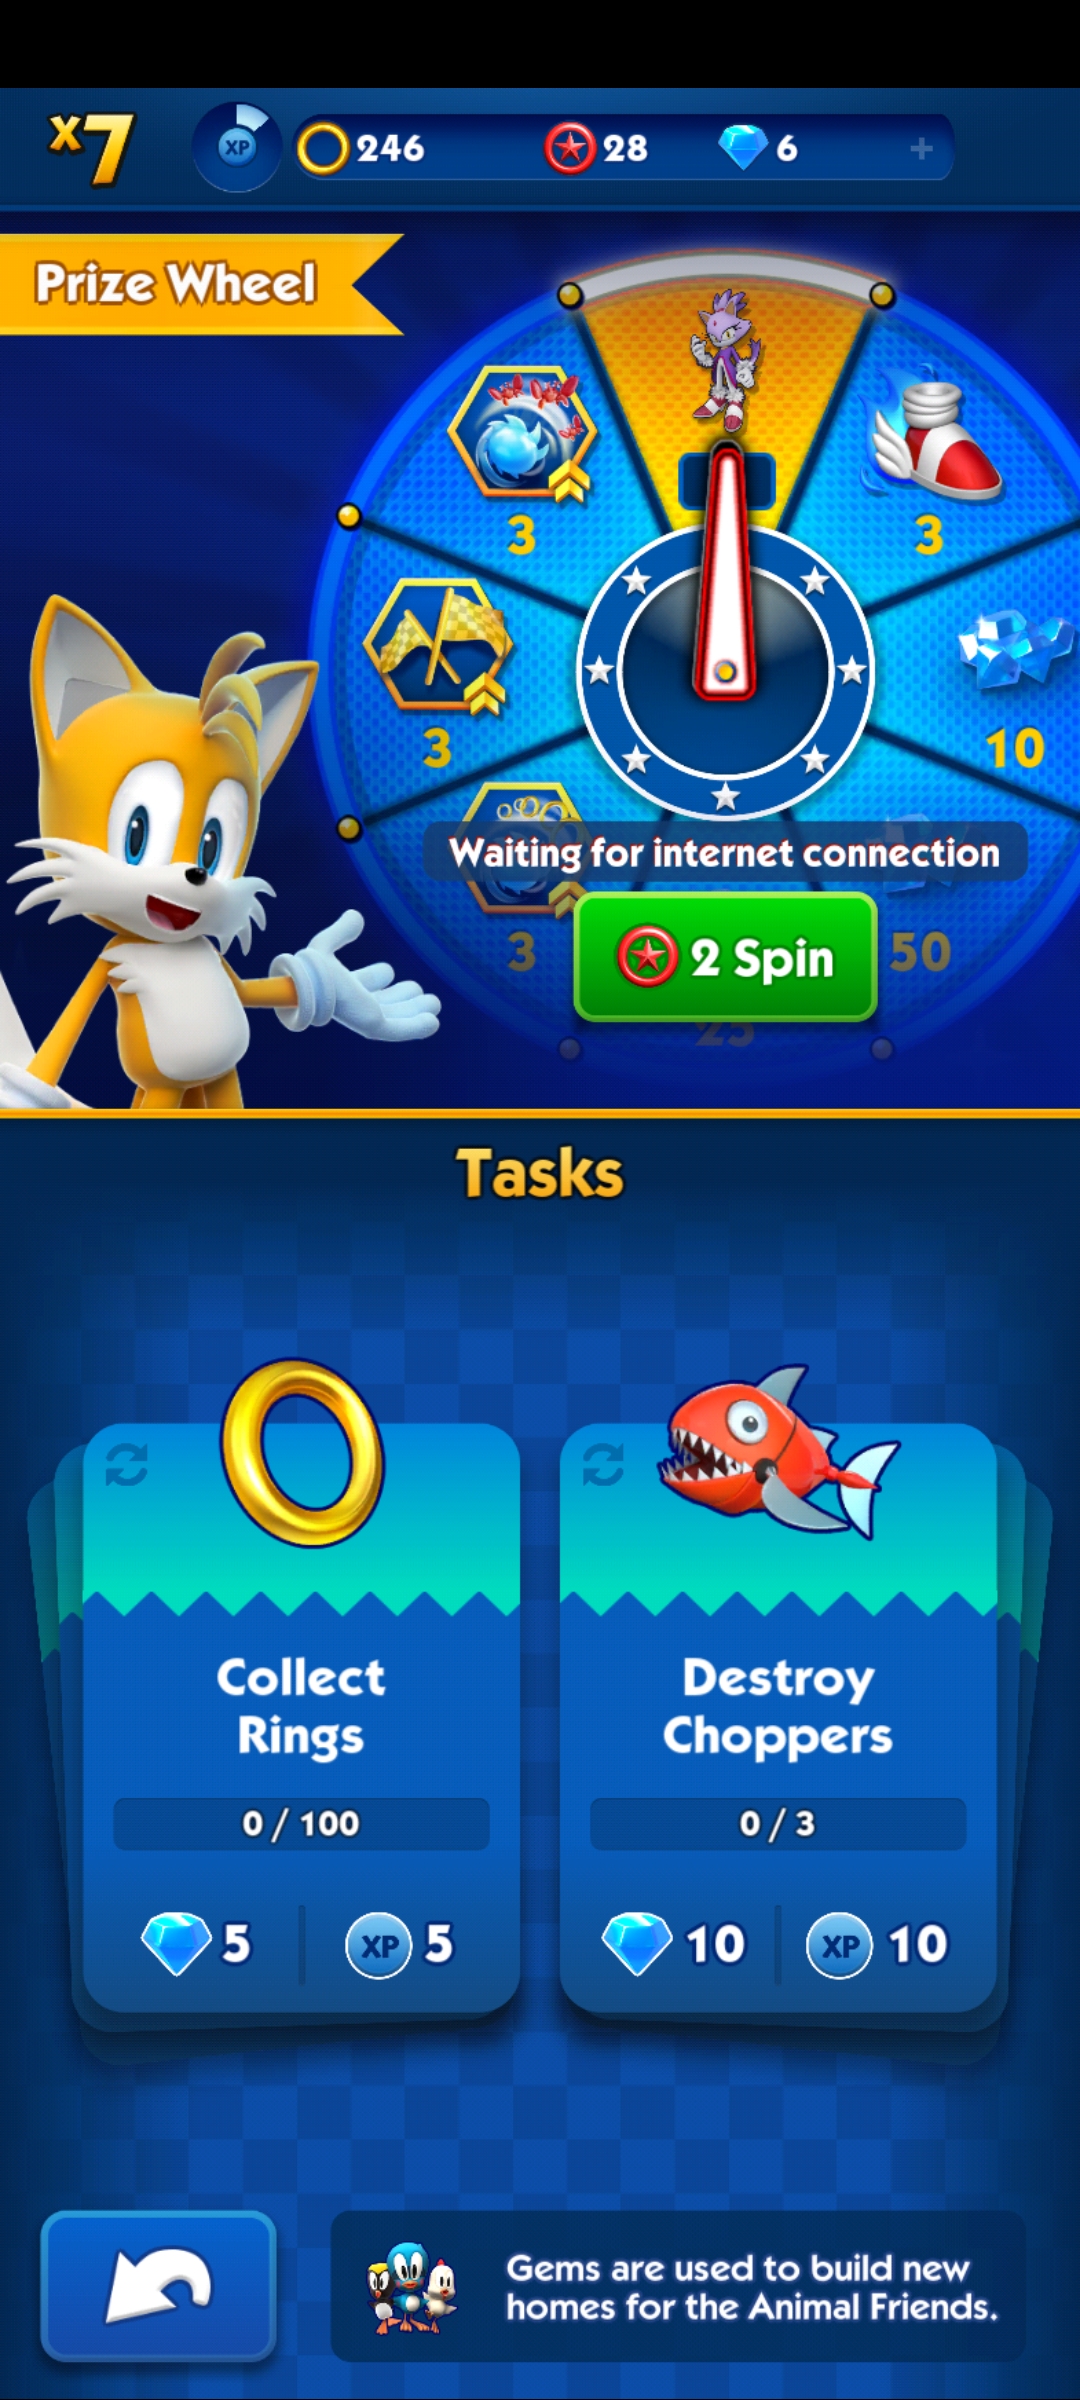 x7
XP
246
28
6
+
Prize Wheel
3
3
3
10
Waiting for internet connection
3
2 Spin
50
25
Tasks
Collect
Rings
0 / 100
5
XP
5
Destroy
Choppers
0 / 3
10
XP
10
Gems are used to build new
homes for the Animal Friends.